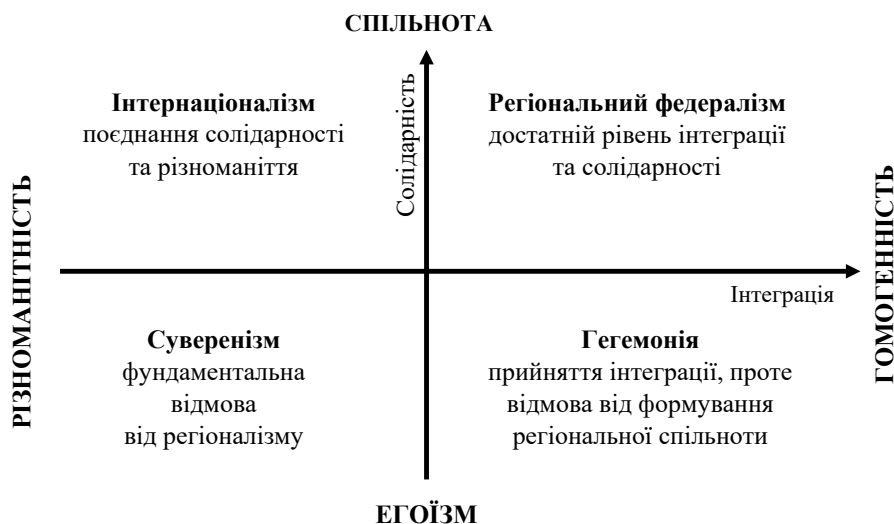 СПІЛЬНОТА
Інтернаціоналізм
поєднання солідарності
та різноманіття
Солідарність
Регіональний федералізм
достатній рівень інтеграції
та солідарності
РІЗНОМАНІТНІСТЬ
ГОМОГЕННІСТЬ
Інтеграція
Суверенізм
фундаментальна
відмова
від регіоналізму
Гегемонія
прийняття інтеграції, проте
відмова від формування
регіональної спільноти
ЕГОЇЗМ